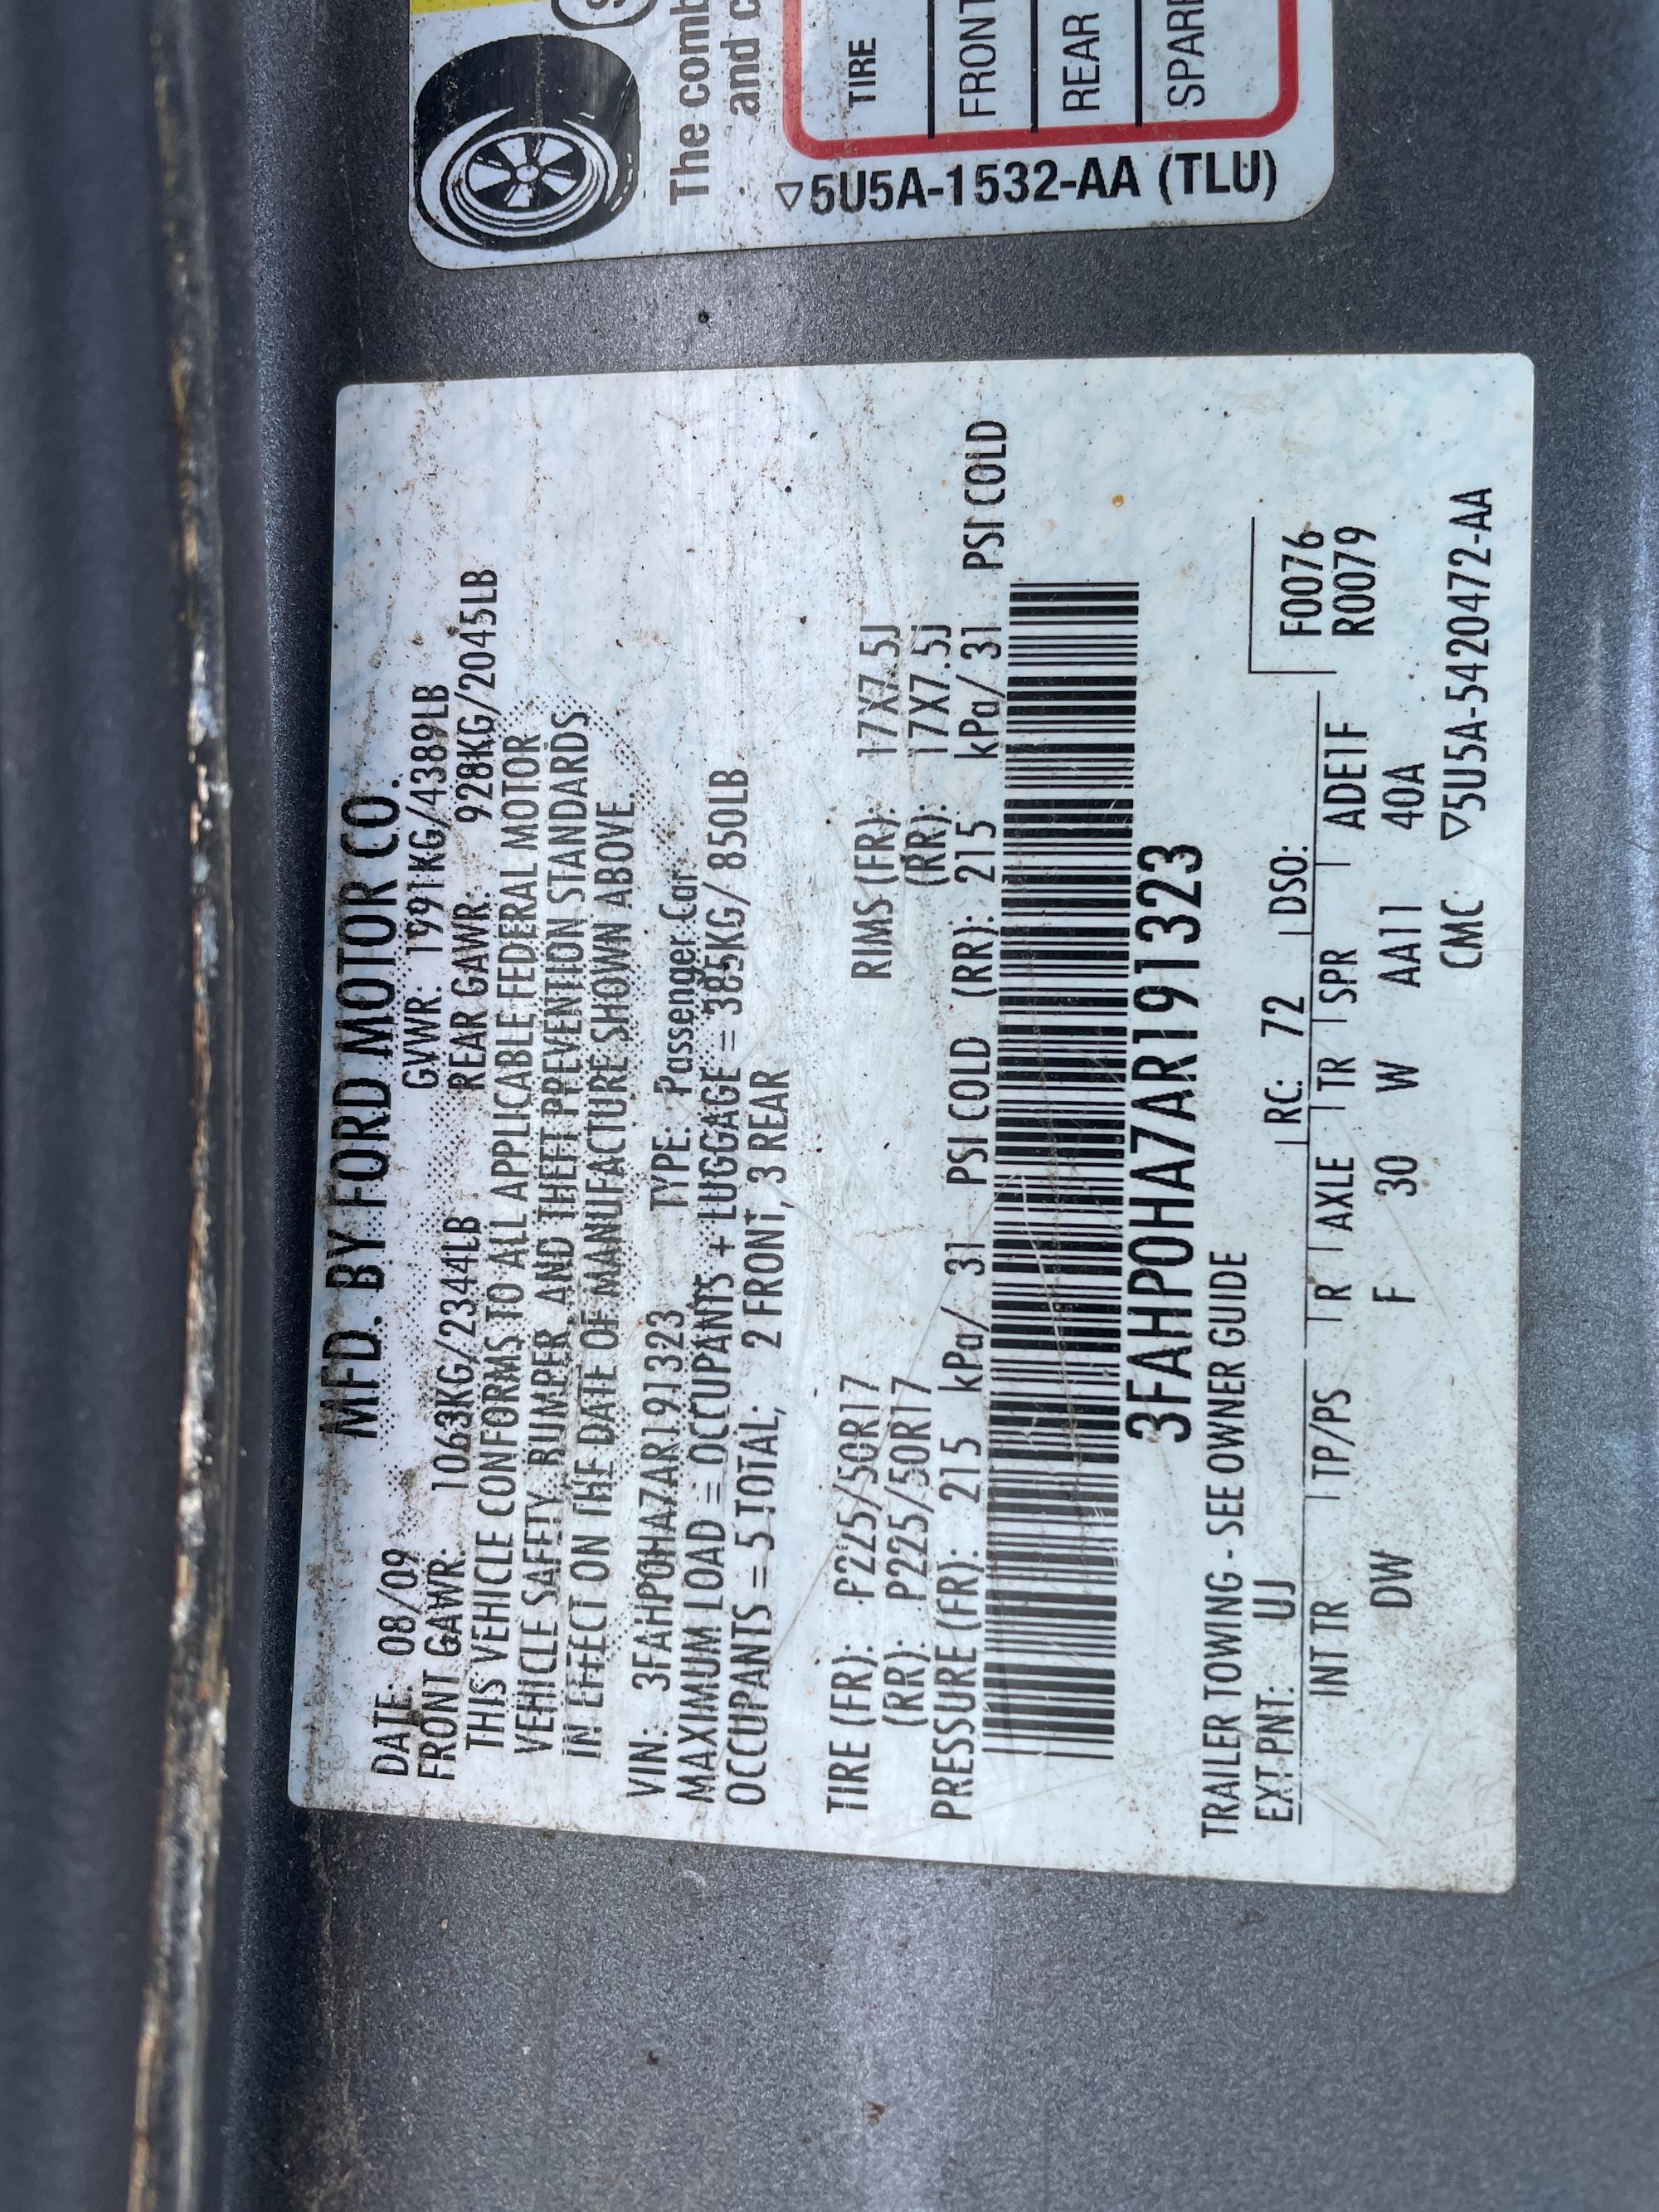 MFD. BY FORD MOTOR CO.
DATE: 08/09 GVWR: 1991KG/4389LB
FRONT GAWR: 1063KG/2344LB REAR GAWR: 928KG/2045LB
THIS VEHICLE CONFORMS TO ALL APPLICABLE FEDERAL MOTOR
VEHICLE SAFETY, BUMPER, AND THEFT PREVENTION STANDARDS
IN EFFECT ON THE DATE OF MANUFACTURE SHOWN ABOVE
VIN: 3FAHP0HA7AR191323 TYPE: Passenger Car
MAXIMUM LOAD = OCCUPANTS + LUGGAGE = 385KG/ 850LB
OCCUPANTS = 5 TOTAL; 2 FRONT, 3 REAR
TIRE (FR): P225/50R17 RIMS (FR): 17X7.5J
(RR): P225/50R17 (RR): 17X7.5J
PRESSURE (FR): 215 kPa/ 31 PSI COLD (RR): 215 kPa/ 31 PSI COLD
3FAHP0HA7AR191323
TRAILER TOWING - SEE OWNER GUIDE
EXT PNT: UJ RC: 72 DSO: F0076
INT TR TP/PS R AXLE TR SPR ADE1F R0079
DW F 30 W AA11 40A
CMC ▽5U5A-5420472-AA
The comb
and c
TIRE
FRONT
REAR
SPAR
▽5U5A-1532-AA (TLU)